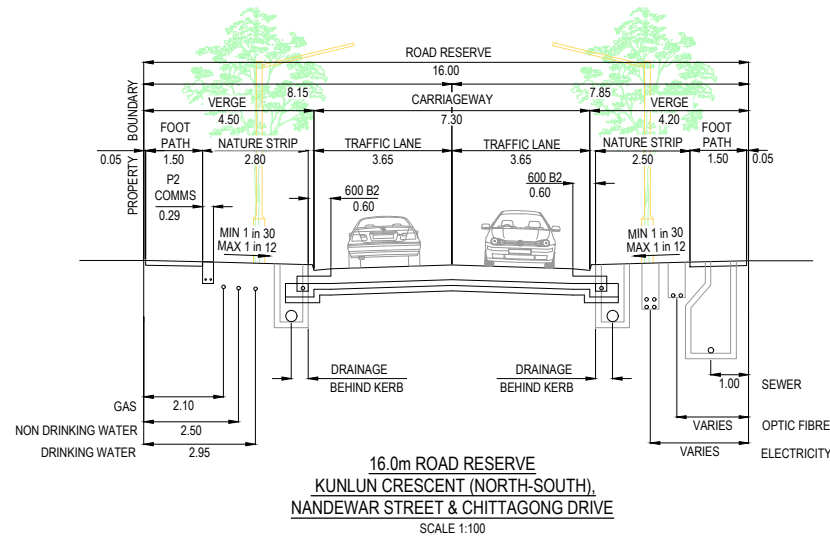 ROAD RESERVE
16.00
8.15
7.85
VERGE
4.50
CARRIAGEWAY
7.30
VERGE
4.20
PROPERTY BOUNDARY
0.05
FOOT
PATH
1.50
NATURE STRIP
2.80
TRAFFIC LANE
3.65
TRAFFIC LANE
3.65
NATURE STRIP
2.50
FOOT
PATH
1.50
0.05
P2
COMMS
0.29
600 B2
0.60
600 B2
0.60
MIN 1 in 30
MAX 1 in 12
MIN 1 in 30
MAX 1 in 12
DRAINAGE
BEHIND KERB
DRAINAGE
BEHIND KERB
1.00
SEWER
GAS
2.10
NON DRINKING WATER
2.50
DRINKING WATER
2.95
VARIES
OPTIC FIBRE
VARIES
ELECTRICITY
16.0m ROAD RESERVE
KUNLUN CRESCENT (NORTH-SOUTH),
NANDEWAR STREET & CHITTAGONG DRIVE
SCALE 1:100